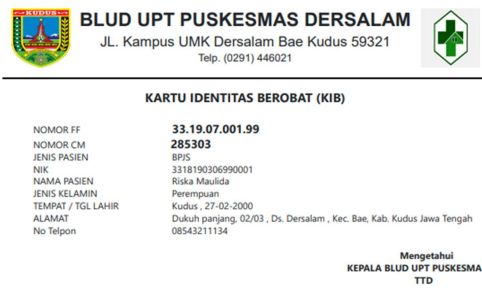 KUDUS
BLUD UPT PUSKESMAS DERSALAM
JL. Kampus UMK Dersalam Bae Kudus 59321
Telp. (0291) 446021
KARTU IDENTITAS BEROBAT (KIB)
NOMOR FF 33.19.07.001.99
NOMOR CM 285303
JENIS PASIEN BPJS
NIK 3318190306990001
NAMA PASIEN Riska Maulida
JENIS KELAMIN Perempuan
TEMPAT / TGL LAHIR Kudus , 27-02-2000
ALAMAT Dukuh panjang, 02/03 , Ds. Dersalam , Kec. Bae, Kab. Kudus Jawa Tengah
No Telpon 08543211134
Mengetahui
KEPALA BLUD UPT PUSKESMA
TTD